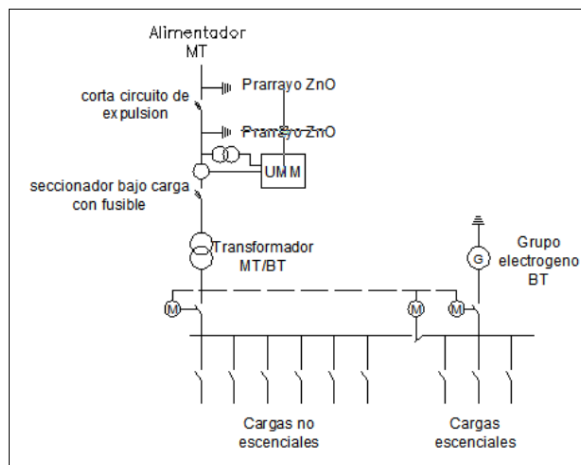 Alimentador
MT
Prarrayo ZnO
corta circuito de
expulsion
Prarrayo ZnO
UMM
seccionador bajo carga
con fusible
Transformador
MT/BT
Grupo
electrogeno
BT
G
M
M
M
Cargas no
escenciales
Cargas
escenciales